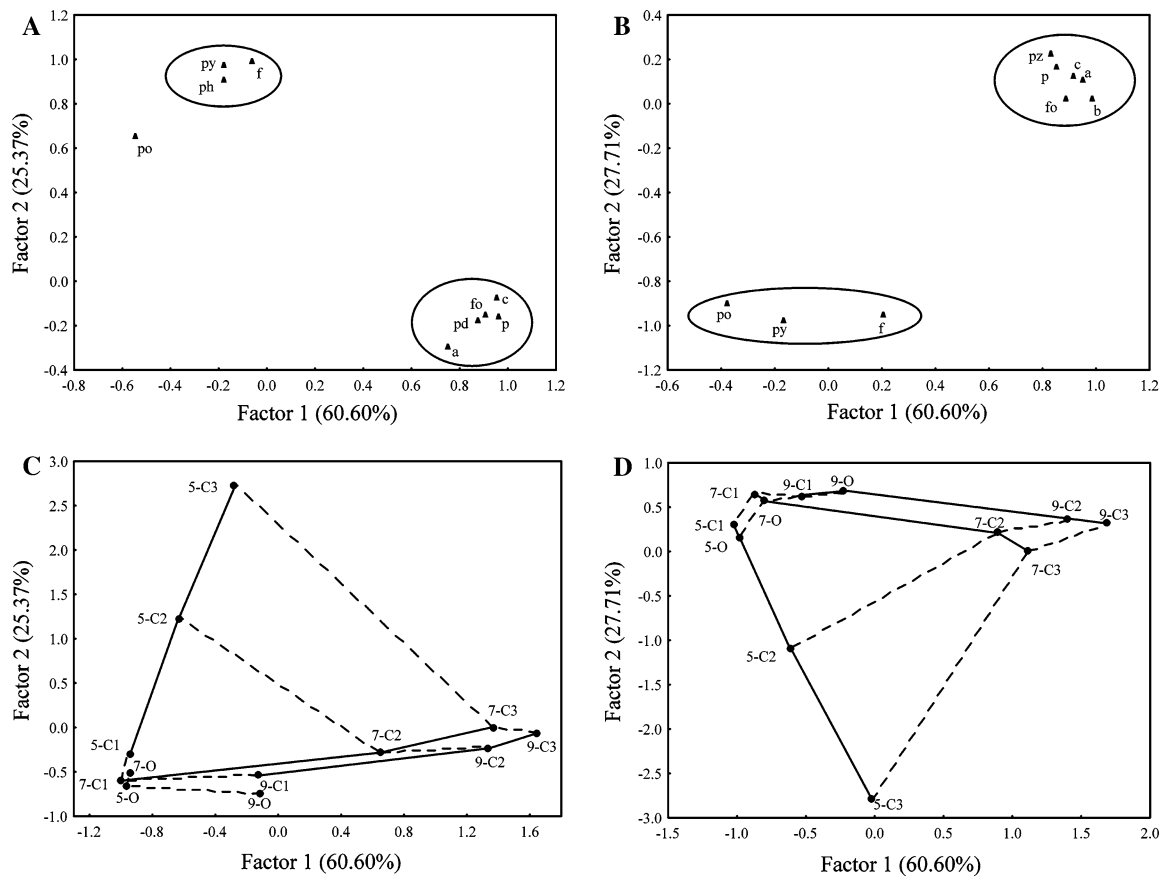 A
1.2
1.0
0.8
0.6
0.4
0.2
0.0
-0.2
-0.4
Factor 2 (25.37%)
py
f
ph
po
fo
c
pd
p
a
-0.8 -0.6 -0.4 -0.2 0.0 0.2 0.4 0.6 0.8 1.0 1.2
Factor 1 (60.60%)
B
0.4
0.2
0.0
-0.2
-0.4
-0.6
-0.8
-1.0
-1.2
Factor 2 (27.71%)
pz
c
p
a
fo
b
po
py
f
-0.6 -0.4 -0.2 0.0 0.2 0.4 0.6 0.8 1.0 1.2
Factor 1 (60.60%)
C
3.0
2.5
2.0
1.5
1.0
0.5
0.0
-0.5
-1.0
Factor 2 (25.37%)
5-C3
5-C2
7-C3
7-C2
5-C1
9-C3
9-C2
7-O
7-C1
9-C1
5-O
9-O
-1.2 -0.8 -0.4 0.0 0.4 0.8 1.2 1.6
Factor 1 (60.60%)
D
1.0
0.5
0.0
-0.5
-1.0
-1.5
-2.0
-2.5
-3.0
Factor 2 (27.71%)
9-O
9-C1
7-C1
9-C2
9-C3
7-O
7-C2
5-C1
5-O
7-C3
5-C2
5-C3
-1.5 -1.0 -0.5 0.0 0.5 1.0 1.5 2.0
Factor 1 (60.60%)